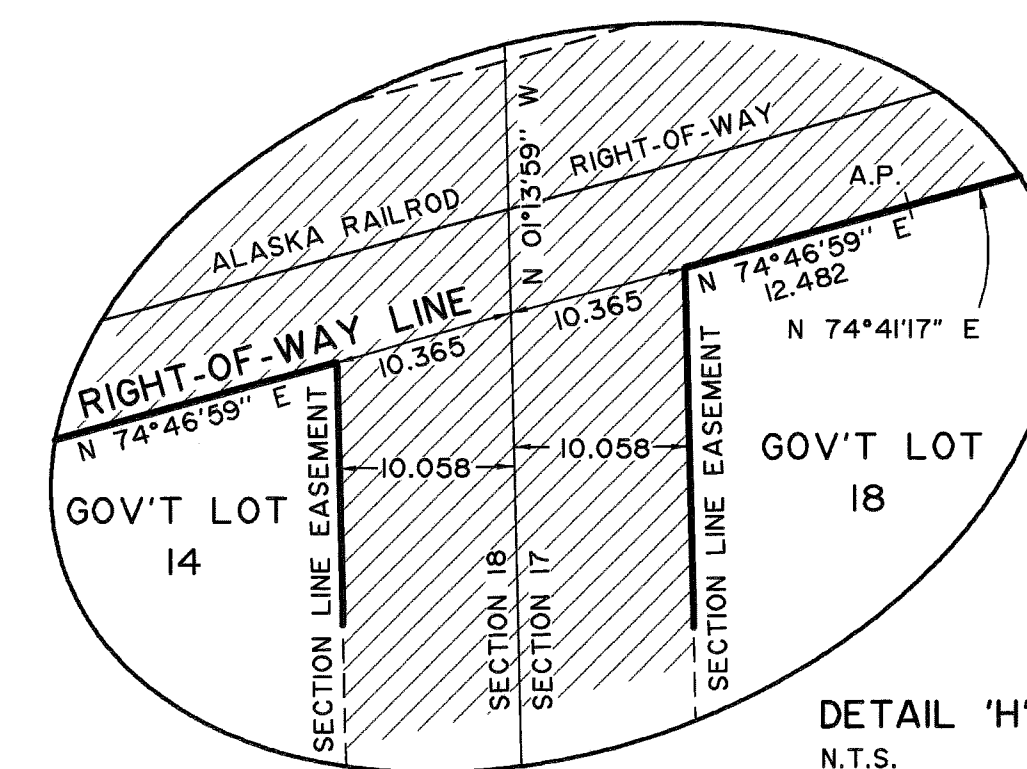 N 01°13'59" W
RIGHT-OF-WAY
ALASKA RAILROD
A.P.
N 74°46'59" E
12.482
N 74°41'17" E
RIGHT-OF-WAY LINE
10.365
10.365
N 74°46'59" E
SECTION LINE EASEMENT
SECTION LINE EASEMENT
10.058
10.058
GOV'T LOT
18
GOV'T LOT
14
SECTION 18
SECTION 17
DETAIL 'H'
N.T.S.